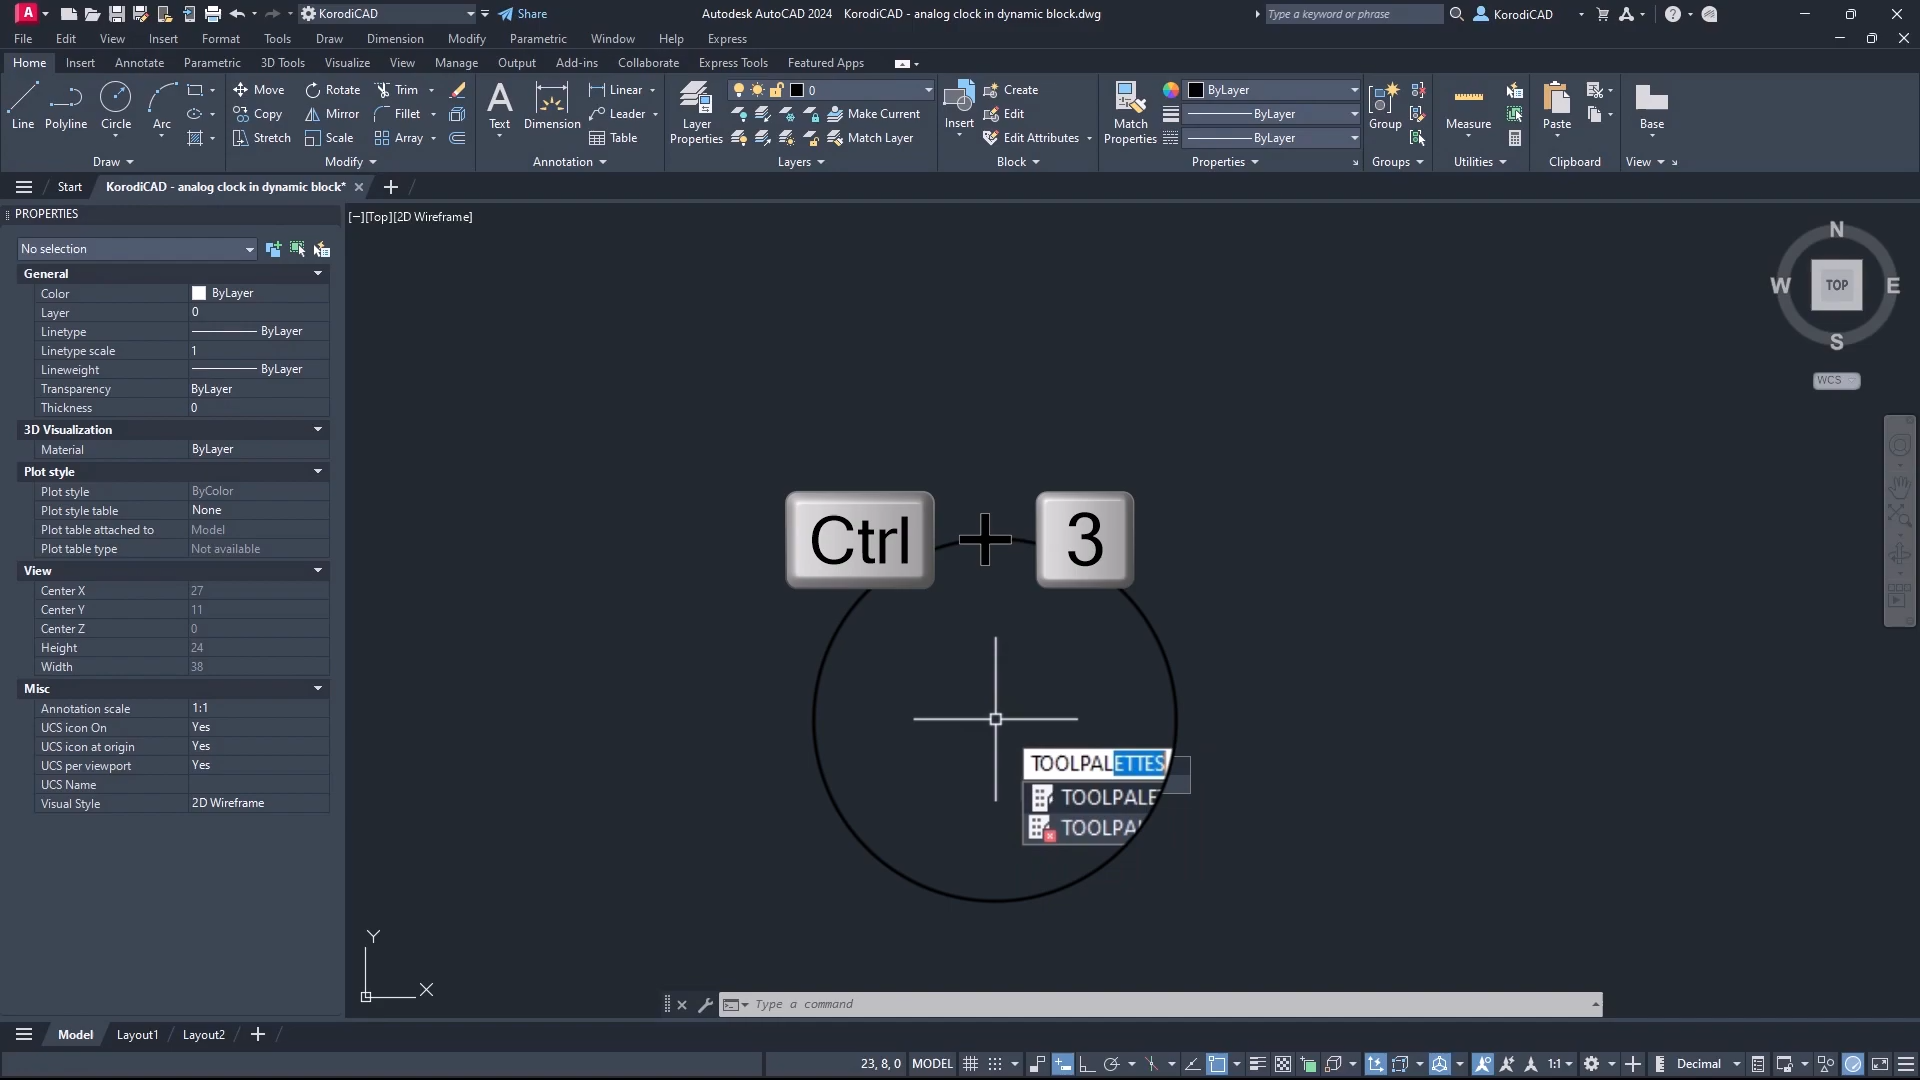 KorodiCAD
Share
Autodesk AutoCAD 2024 KorodiCAD - analog clock in dynamic block.dwg
Type a keyword or phrase
KorodiCAD
File Edit View Insert Format Tools Draw Dimension Modify Parametric Window Help Express
Home Insert Annotate Parametric 3D Tools Visualize View Manage Output Add-ins Collaborate Express Tools Featured Apps
Line
Polyline
Circle
Arc
Draw
Move Rotate Trim
Copy Mirror Fillet
Stretch Scale Array
Modify
Text
Dimension
Linear
Leader
Table
Annotation
Layer
Properties
0
Make Current
Match Layer
Layers
Insert
Create
Edit
Edit Attributes
Block
Match
Properties
ByLayer
ByLayer
ByLayer
Properties
Group
Groups
Measure
Utilities
Paste
Clipboard
Base
View
Start
KorodiCAD - analog clock in dynamic block*
PROPERTIES
No selection
General
Color ByLayer
Layer 0
Linetype ByLayer
Linetype scale 1
Lineweight ByLayer
Transparency ByLayer
Thickness 0
3D Visualization
Material ByLayer
Plot style
Plot style ByColor
Plot style table None
Plot table attached to Model
Plot table type Not available
View
Center X 27
Center Y 11
Center Z 0
Height 24
Width 38
Misc
Annotation scale 1:1
UCS icon On Yes
UCS icon at origin Yes
UCS per viewport Yes
UCS Name
Visual Style 2D Wireframe
[−][Top][2D Wireframe]
N
W TOP E
S
WCS
Ctrl + 3
TOOLPALETTES
TOOLPALE
TOOLPA
Y
X
Type a command
Model Layout1 Layout2
23, 8, 0 MODEL 1:1 Decimal